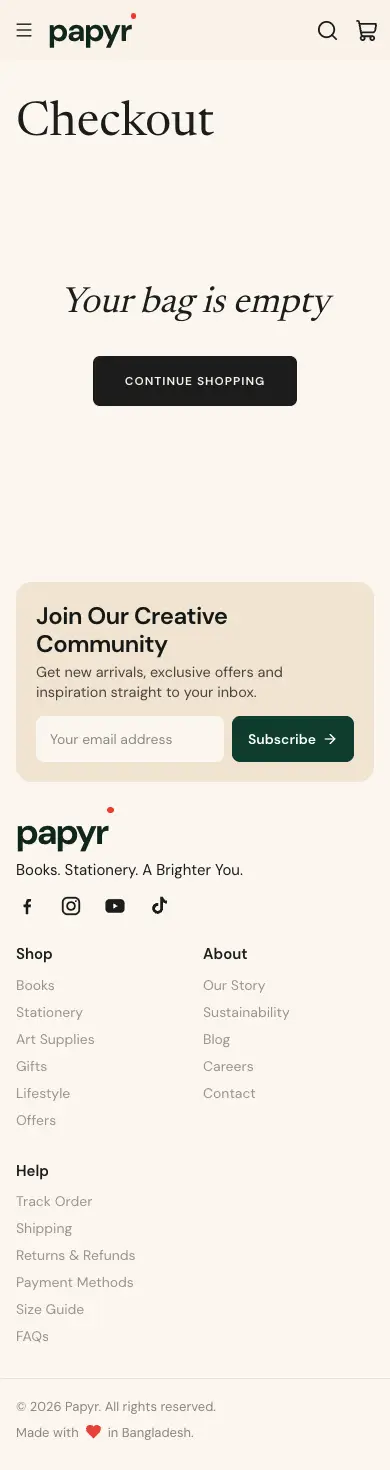 papyr
Checkout
Your bag is empty
CONTINUE SHOPPING
Join Our Creative
Community
Get new arrivals, exclusive offers and
inspiration straight to your inbox.
Your email address
Subscribe →
papyr
Books. Stationery. A Brighter You.
Shop
Books
Stationery
Art Supplies
Gifts
Lifestyle
Offers
About
Our Story
Sustainability
Blog
Careers
Contact
Help
Track Order
Shipping
Returns & Refunds
Payment Methods
Size Guide
FAQs
© 2026 Papyr. All rights reserved.
Made with ❤ in Bangladesh.